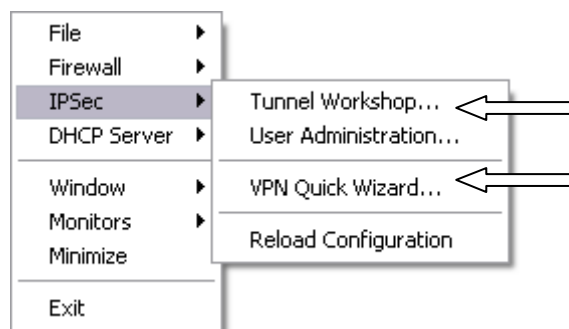 File
Firewall
IPSec
DHCP Server
Window
Monitors
Minimize
Exit
Tunnel Workshop...
User Administration...
VPN Quick Wizard...
Reload Configuration